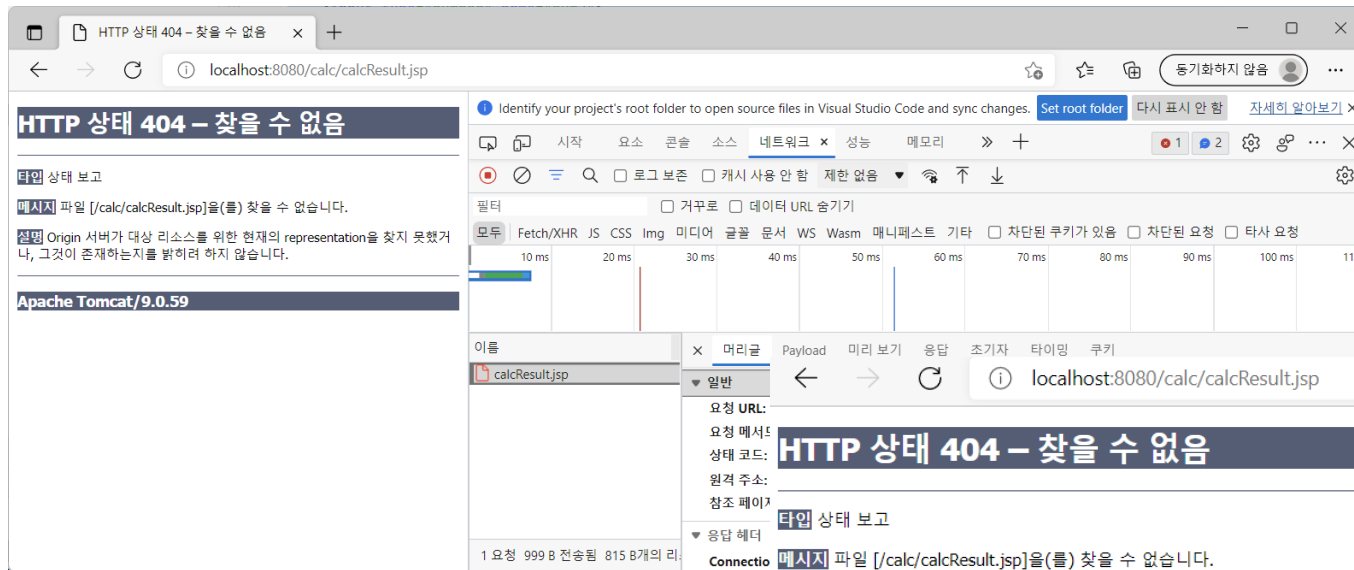 HTTP 상태 404 – 찾을 수 없음
localhost:8080/calc/calcResult.jsp
동기화하지 않음
HTTP 상태 404 – 찾을 수 없음
타입 상태 보고
메시지 파일 [/calc/calcResult.jsp]을(를) 찾을 수 없습니다.
설명 Origin 서버가 대상 리소스를 위한 현재의 representation을 찾지 못했거
나, 그것이 존재하는지를 밝히려 하지 않습니다.
Apache Tomcat/9.0.59
Identify your project's root folder to open source files in Visual Studio Code and sync changes. Set root folder 다시 표시 안 함 자세히 알아보기
시작 요소 콘솔 소스 네트워크 성능 메모리 1 2
로그 보존 캐시 사용 안 함 제한 없음
필터 거꾸로 데이터 URL 숨기기
모두 Fetch/XHR JS CSS Img 미디어 글꼴 문서 WS Wasm 매니페스트 기타 차단된 쿠키가 있음 차단된 요청 타사 요청
10 ms 20 ms 30 ms 40 ms 50 ms 60 ms 70 ms 80 ms 90 ms 100 ms 11
이름
calcResult.jsp
1 요청 999 B 전송됨 815 B개의 리
머리글 Payload 미리 보기 응답 초기자 타이밍 쿠키
일반
요청 URL:
요청 메서드
상태 코드:
원격 주소:
참조 페이지
응답 헤더
Connectio
localhost:8080/calc/calcResult.jsp
HTTP 상태 404 – 찾을 수 없음
타입 상태 보고
메시지 파일 [/calc/calcResult.jsp]을(를) 찾을 수 없습니다.